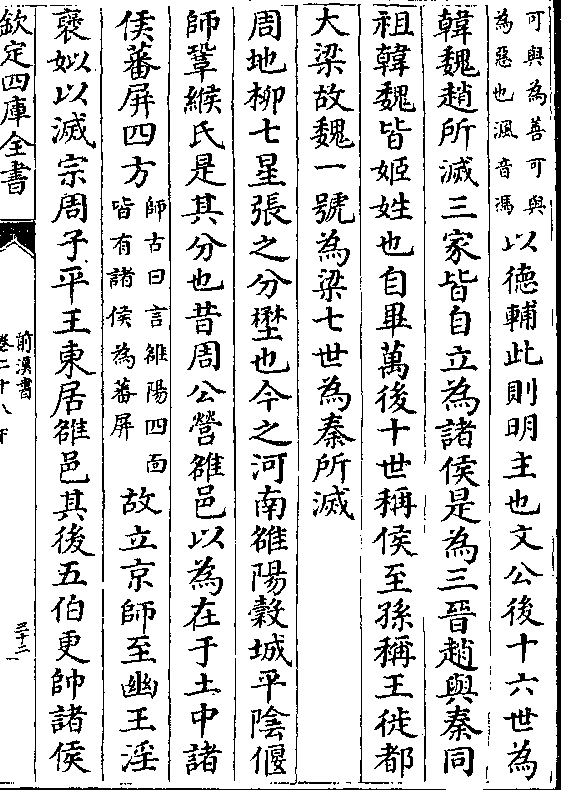 可與為善可與
為惡也渢音馮
以徳輔此則明主也文公後十六世為
韓魏趙所滅三家皆自立為諸侯是為三晉趙與秦同
祖韓魏皆姬姓也自畢萬後十世稱侯至孫稱王徙都
大梁故魏一號為梁七世為秦所滅
周地柳七星張之分壄也今之河南雒陽穀城平陰偃
師鞏緱氏是其分也昔周公營雒邑以為在于土中諸
侯蕃屏四方
師古曰言雒陽四面
皆有諸侯為蕃屏
故立京師至幽王淫
襃姒以滅宗周子平王東居雒邑其後五伯更帥諸侯
欽定四庫全書
前漢書
卷二十八下
三十三